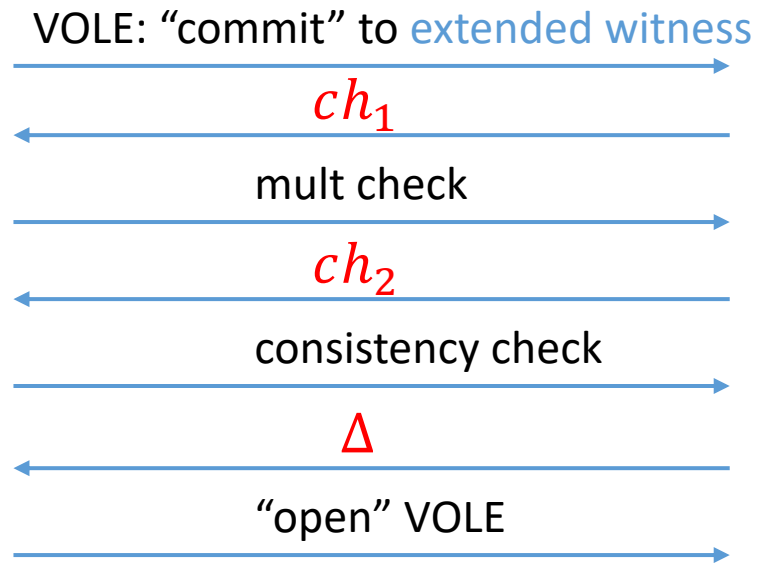 VOLE: “commit” to extended witness
ch₁
mult check
ch₂
consistency check
Δ
“open” VOLE